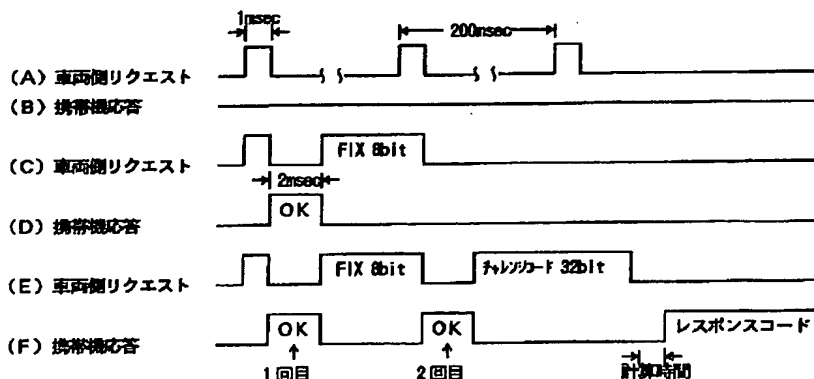 1msec
200msec
(A)車両側リクエスト
(B)携帯機応答
(C)車両側リクエスト
FIX 8bit
2msec
(D)携帯機応答
OK
(E)車両側リクエスト
FIX 8bit
チャレンジコード 32bit
(F)携帯機応答
OK
OK
レスポンスコード
1回目
2回目
計算時間